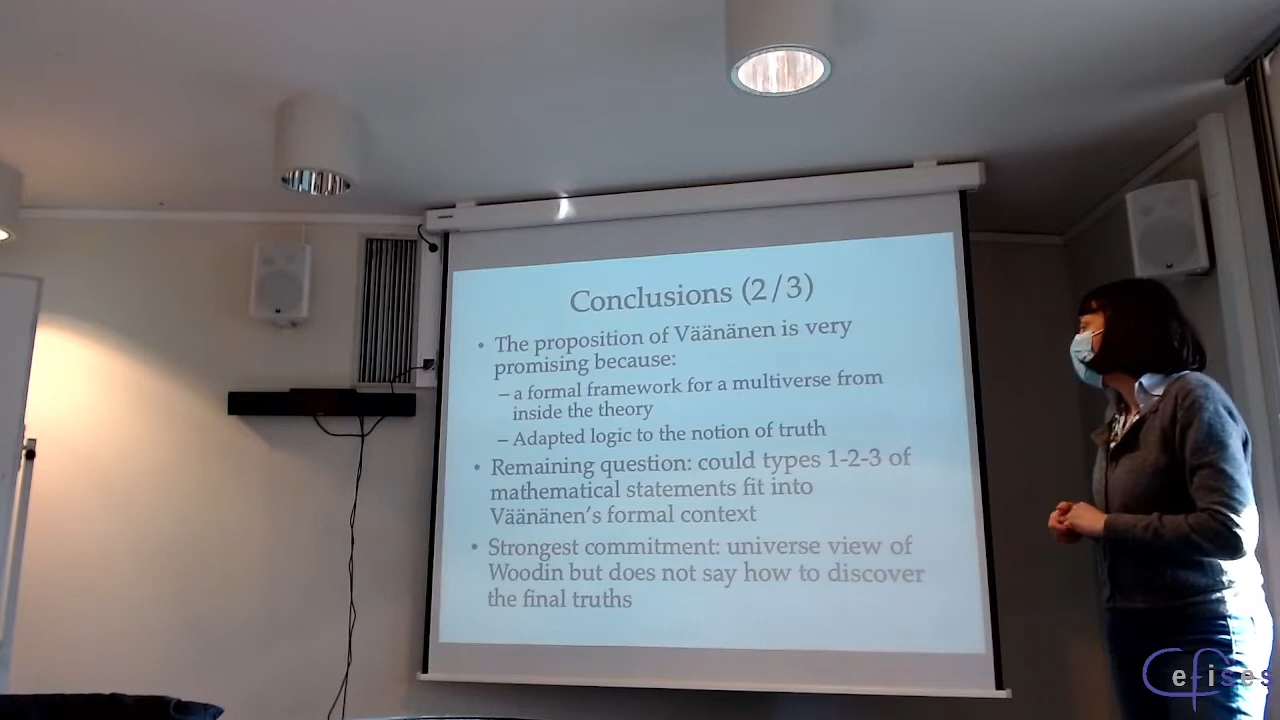 Conclusions (2/3)
• The proposition of Väänänen is very
promising because:
– a formal framework for a multiverse from
inside the theory
– Adapted logic to the notion of truth
• Remaining question: could types 1-2-3 of
mathematical statements fit into
Väänänen's formal context
• Strongest commitment: universe view of
Woodin but does not say how to discover
the final truths
Cefises